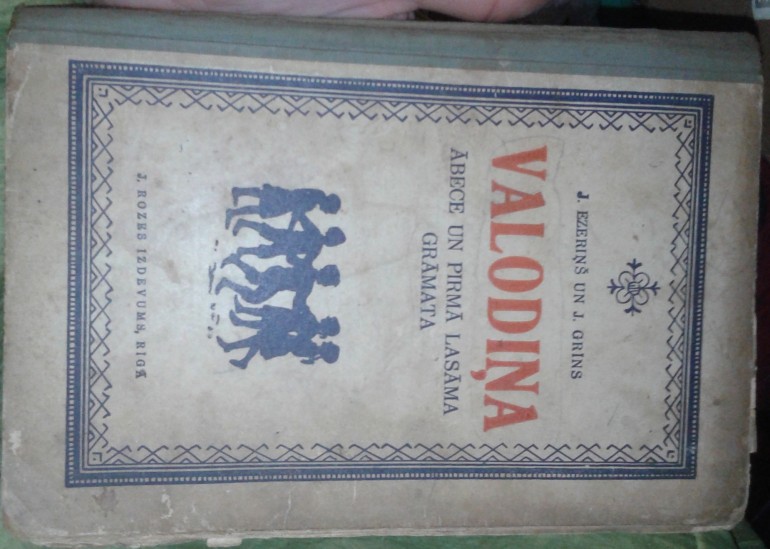 J. EZERIŅŠ UN J. GRINS
VALODIŅA
ĀBECE UN PIRMĀ LASĀMA
GRĀMATA
J. ROZES IZDEVUMS, RIGĀ